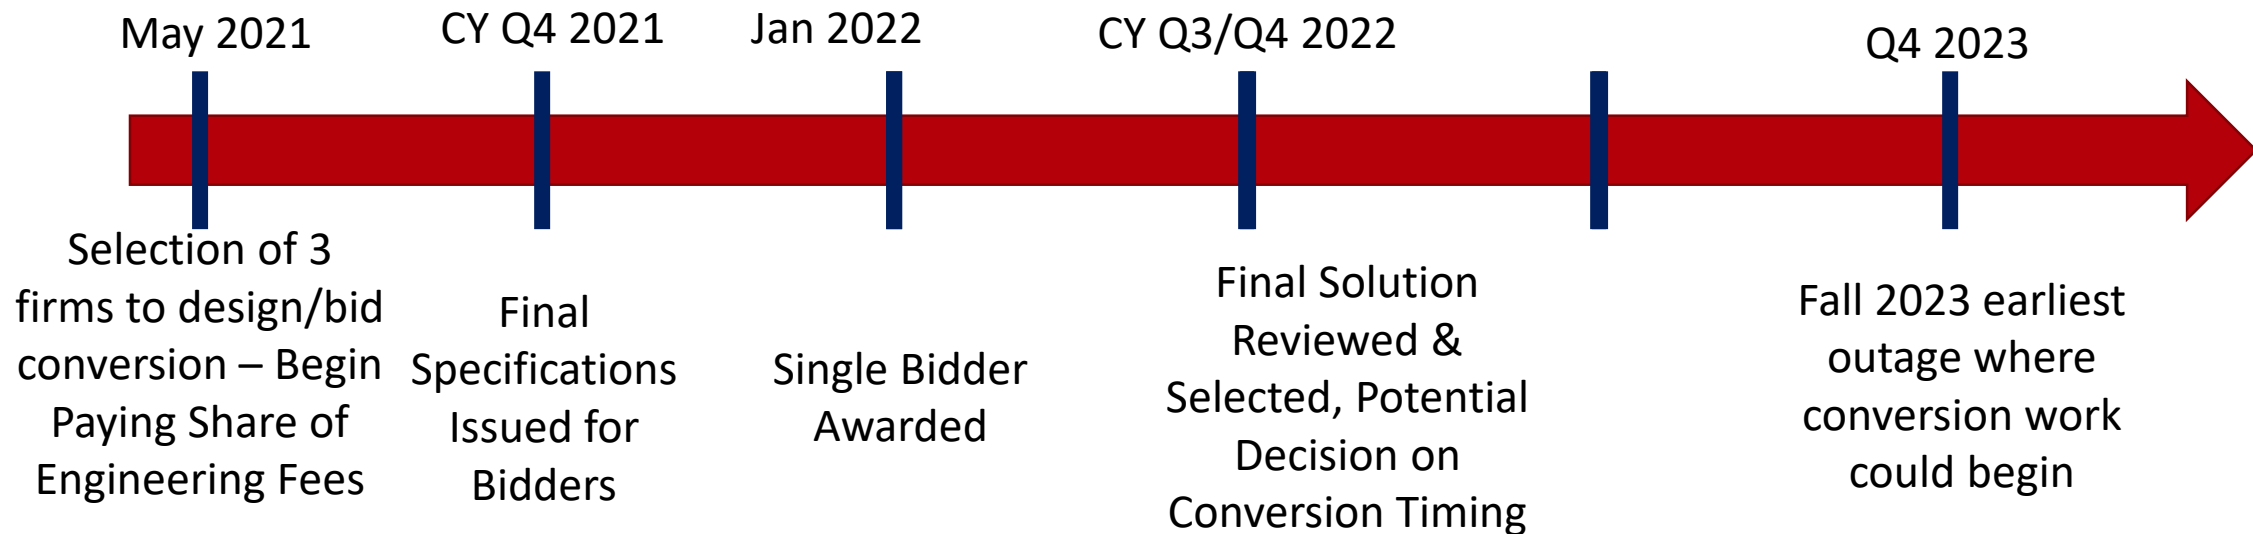 May 2021
CY Q4 2021
Jan 2022
CY Q3/Q4 2022
Q4 2023
Selection of 3
firms to design/bid
conversion – Begin
Paying Share of
Engineering Fees
Final
Specifications
Issued for
Bidders
Single Bidder
Awarded
Final Solution
Reviewed &
Selected, Potential
Decision on
Conversion Timing
Fall 2023 earliest
outage where
conversion work
could begin